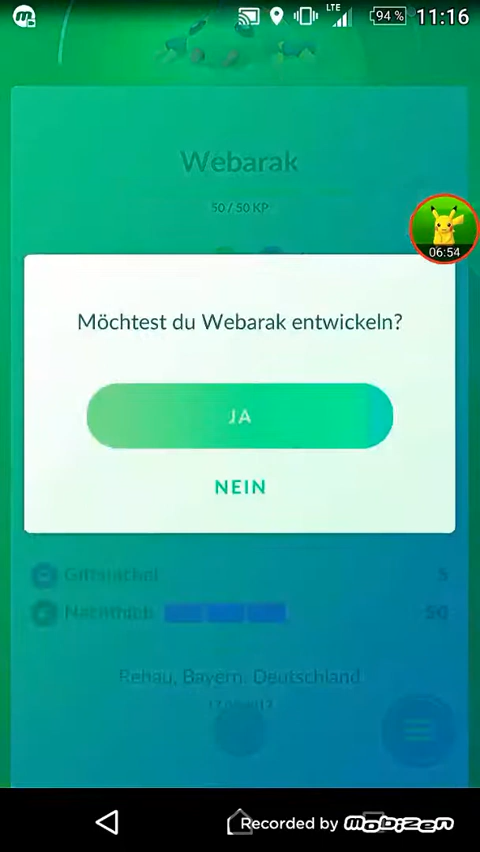 LTE 94 % 11:16
Webarak
50 / 50 KP
06:54
Möchtest du Webarak entwickeln?
JA
NEIN
Giftstachel 5
Nachthieb 50
Rehau, Bayern, Deutschland
Recorded by mobizen